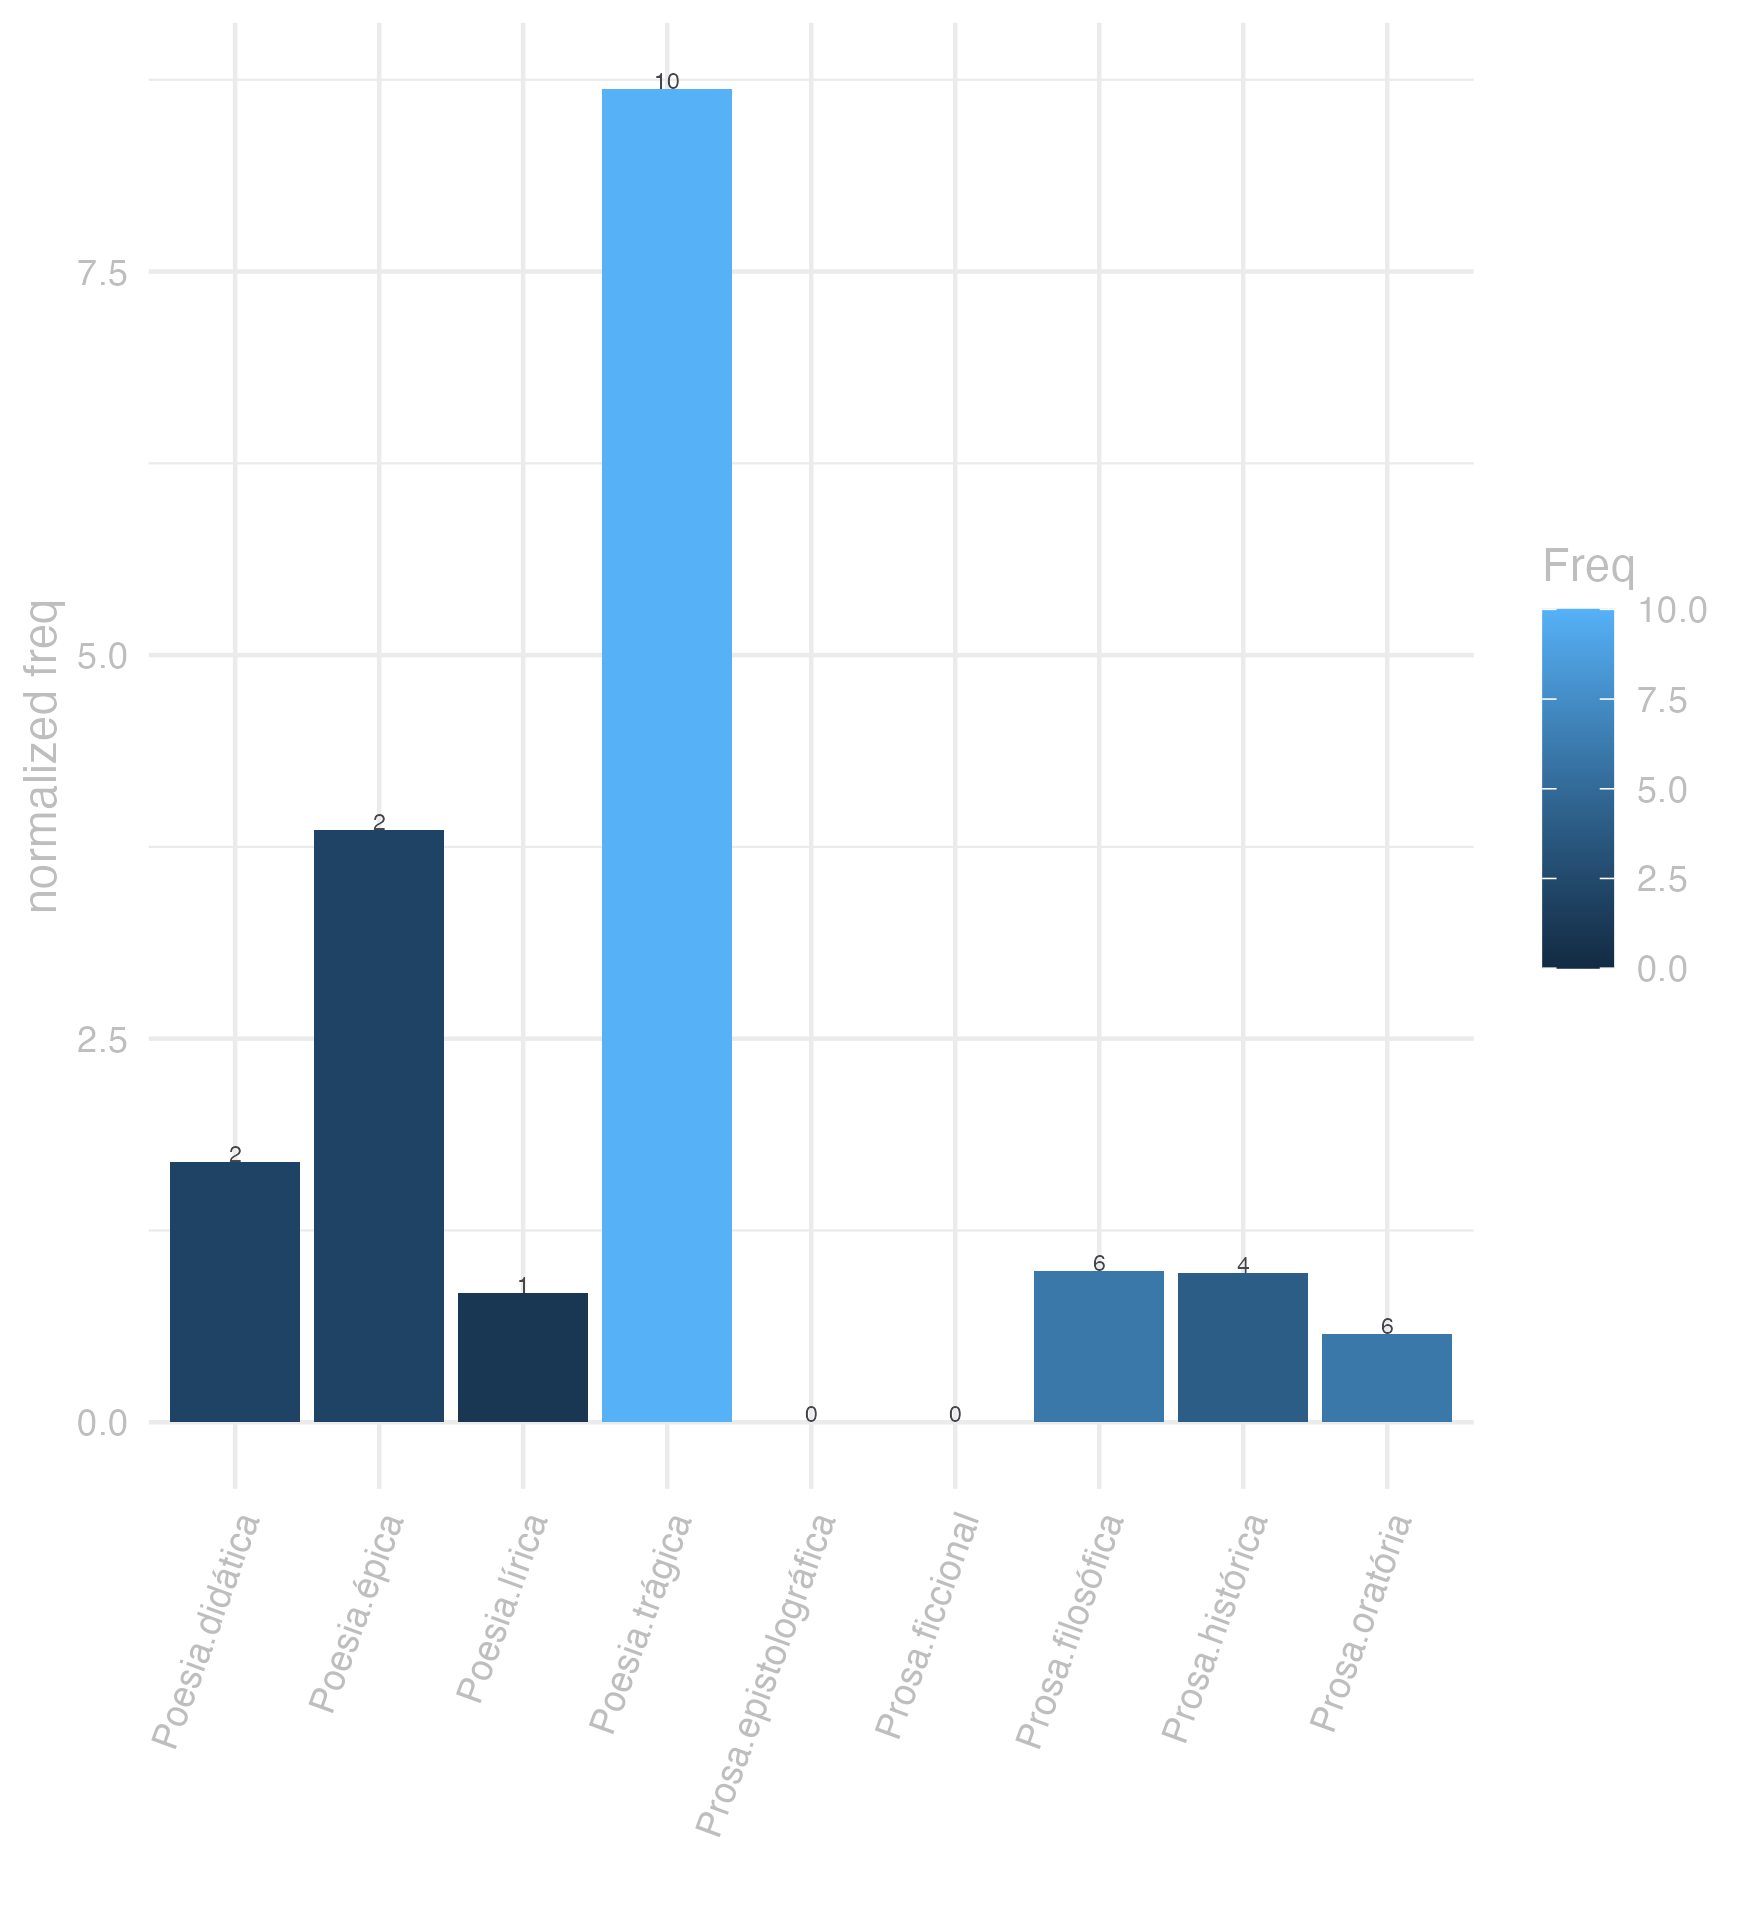 normalized freq
7.5
5.0
2.5
0.0
2
2
1
10
0
0
6
4
6
Poesia.didática
Poesia.épica
Poesia.lírica
Poesia.trágica
Prosa.epistolográfica
Prosa.ficcional
Prosa.filosófica
Prosa.histórica
Prosa.oratória
Freq
10.0
7.5
5.0
2.5
0.0